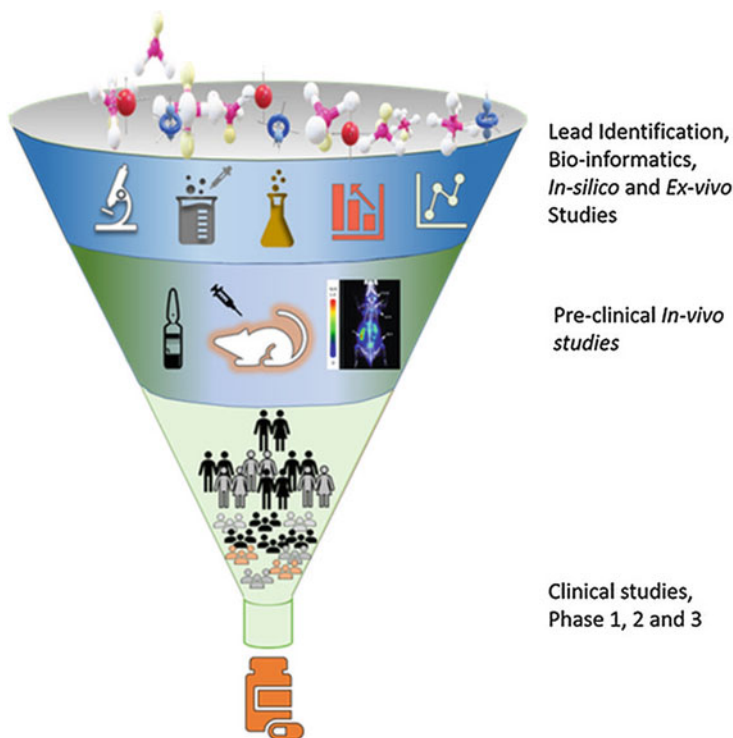 Lead Identification,
Bio-informatics,
In-silico and Ex-vivo
Studies
Pre-clinical In-vivo
studies
Clinical studies,
Phase 1, 2 and 3